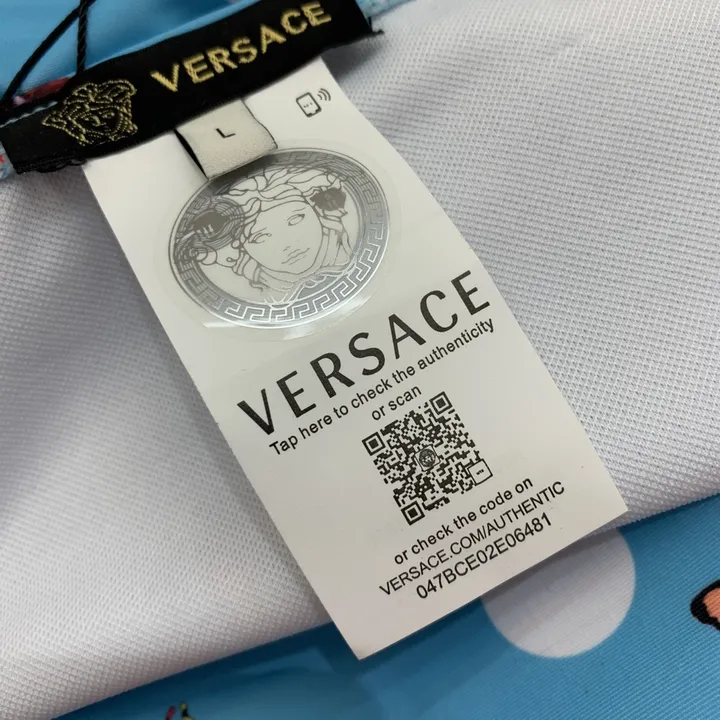 VERSACE
L
VERSACE
Tap here to check the authenticity
or scan
or check the code on
VERSACE.COM/AUTHENTIC
047BCE02E06481